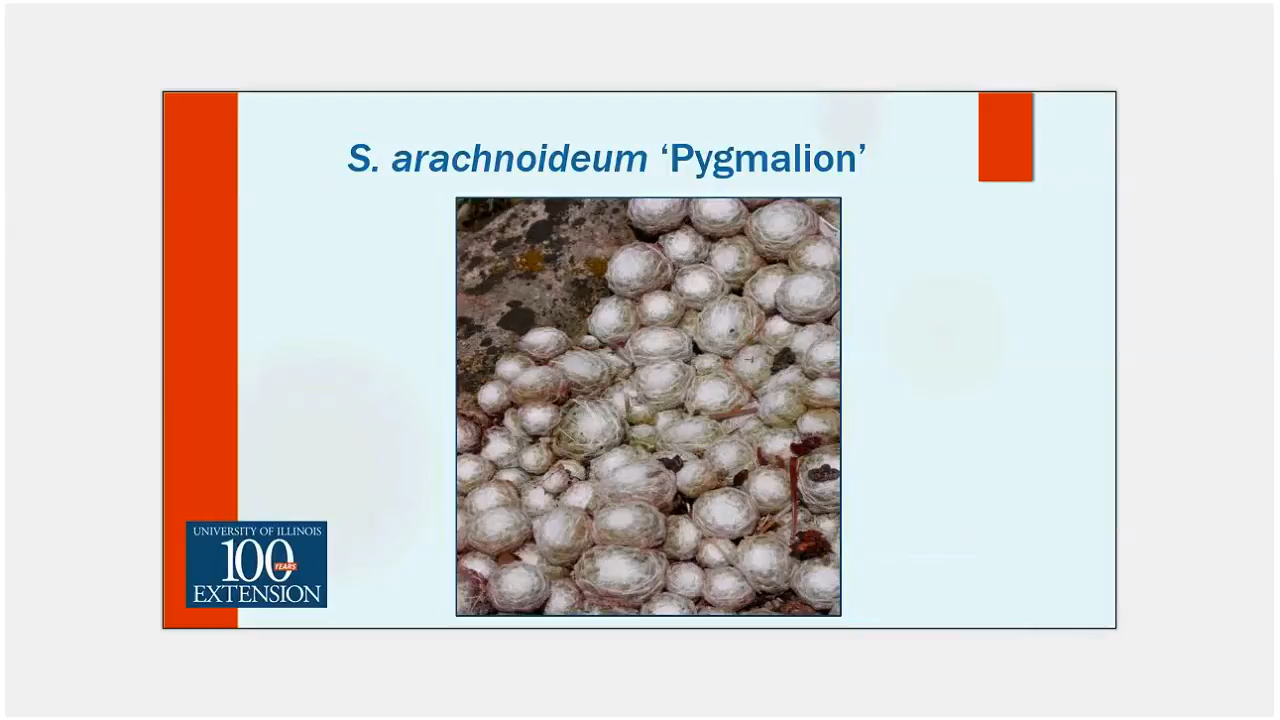 S. arachnoideum ‘Pygmalion’
UNIVERSITY OF ILLINOIS
100 YEARS
EXTENSION